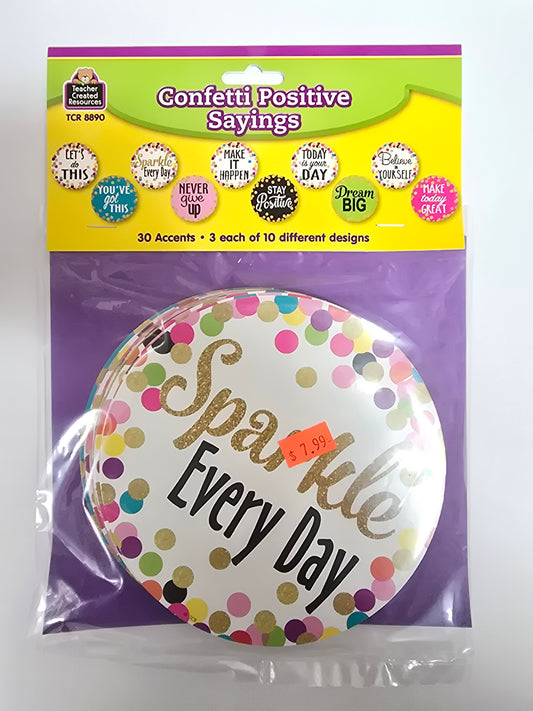 Teacher
Created
Resources
TCR 8890
Confetti Positive
Sayings
LET'S
do
THIS
Sparkle
Every Day
MAKE
IT
HAPPEN
TODAY
is your
DAY
Believe
in
YOURSELF
YOU'VE
got
THIS
NEVER
give
UP
STAY
Positive
Dream
BIG
MAKE
today
GREAT
30 Accents • 3 each of 10 different designs
Sparkle
$ 7.99
Every Day